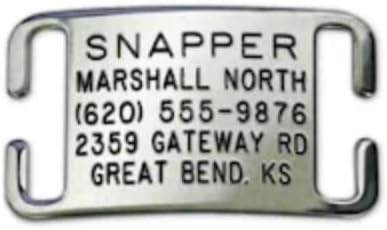 SNAPPER
MARSHALL NORTH
(620) 555-9876
2359 GATEWAY RD
GREAT BEND. KS